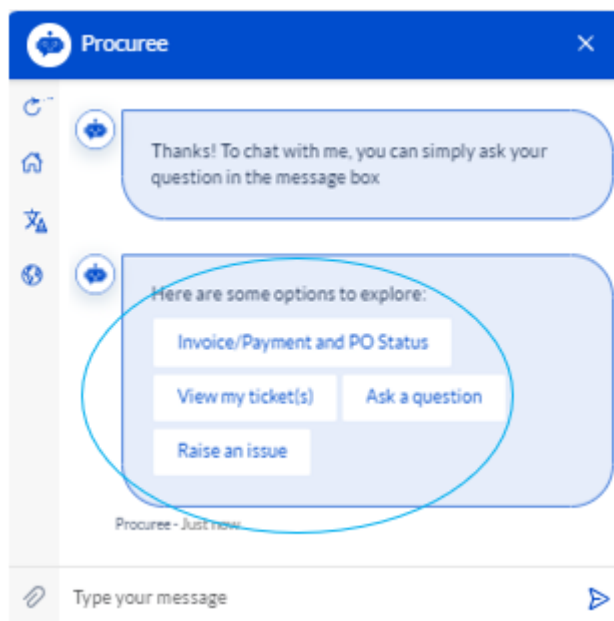 Procuree
Thanks! To chat with me, you can simply ask your
question in the message box
Here are some options to explore:
Invoice/Payment and PO Status
View my ticket(s)
Ask a question
Raise an issue
Procuree - Just now
Type your message